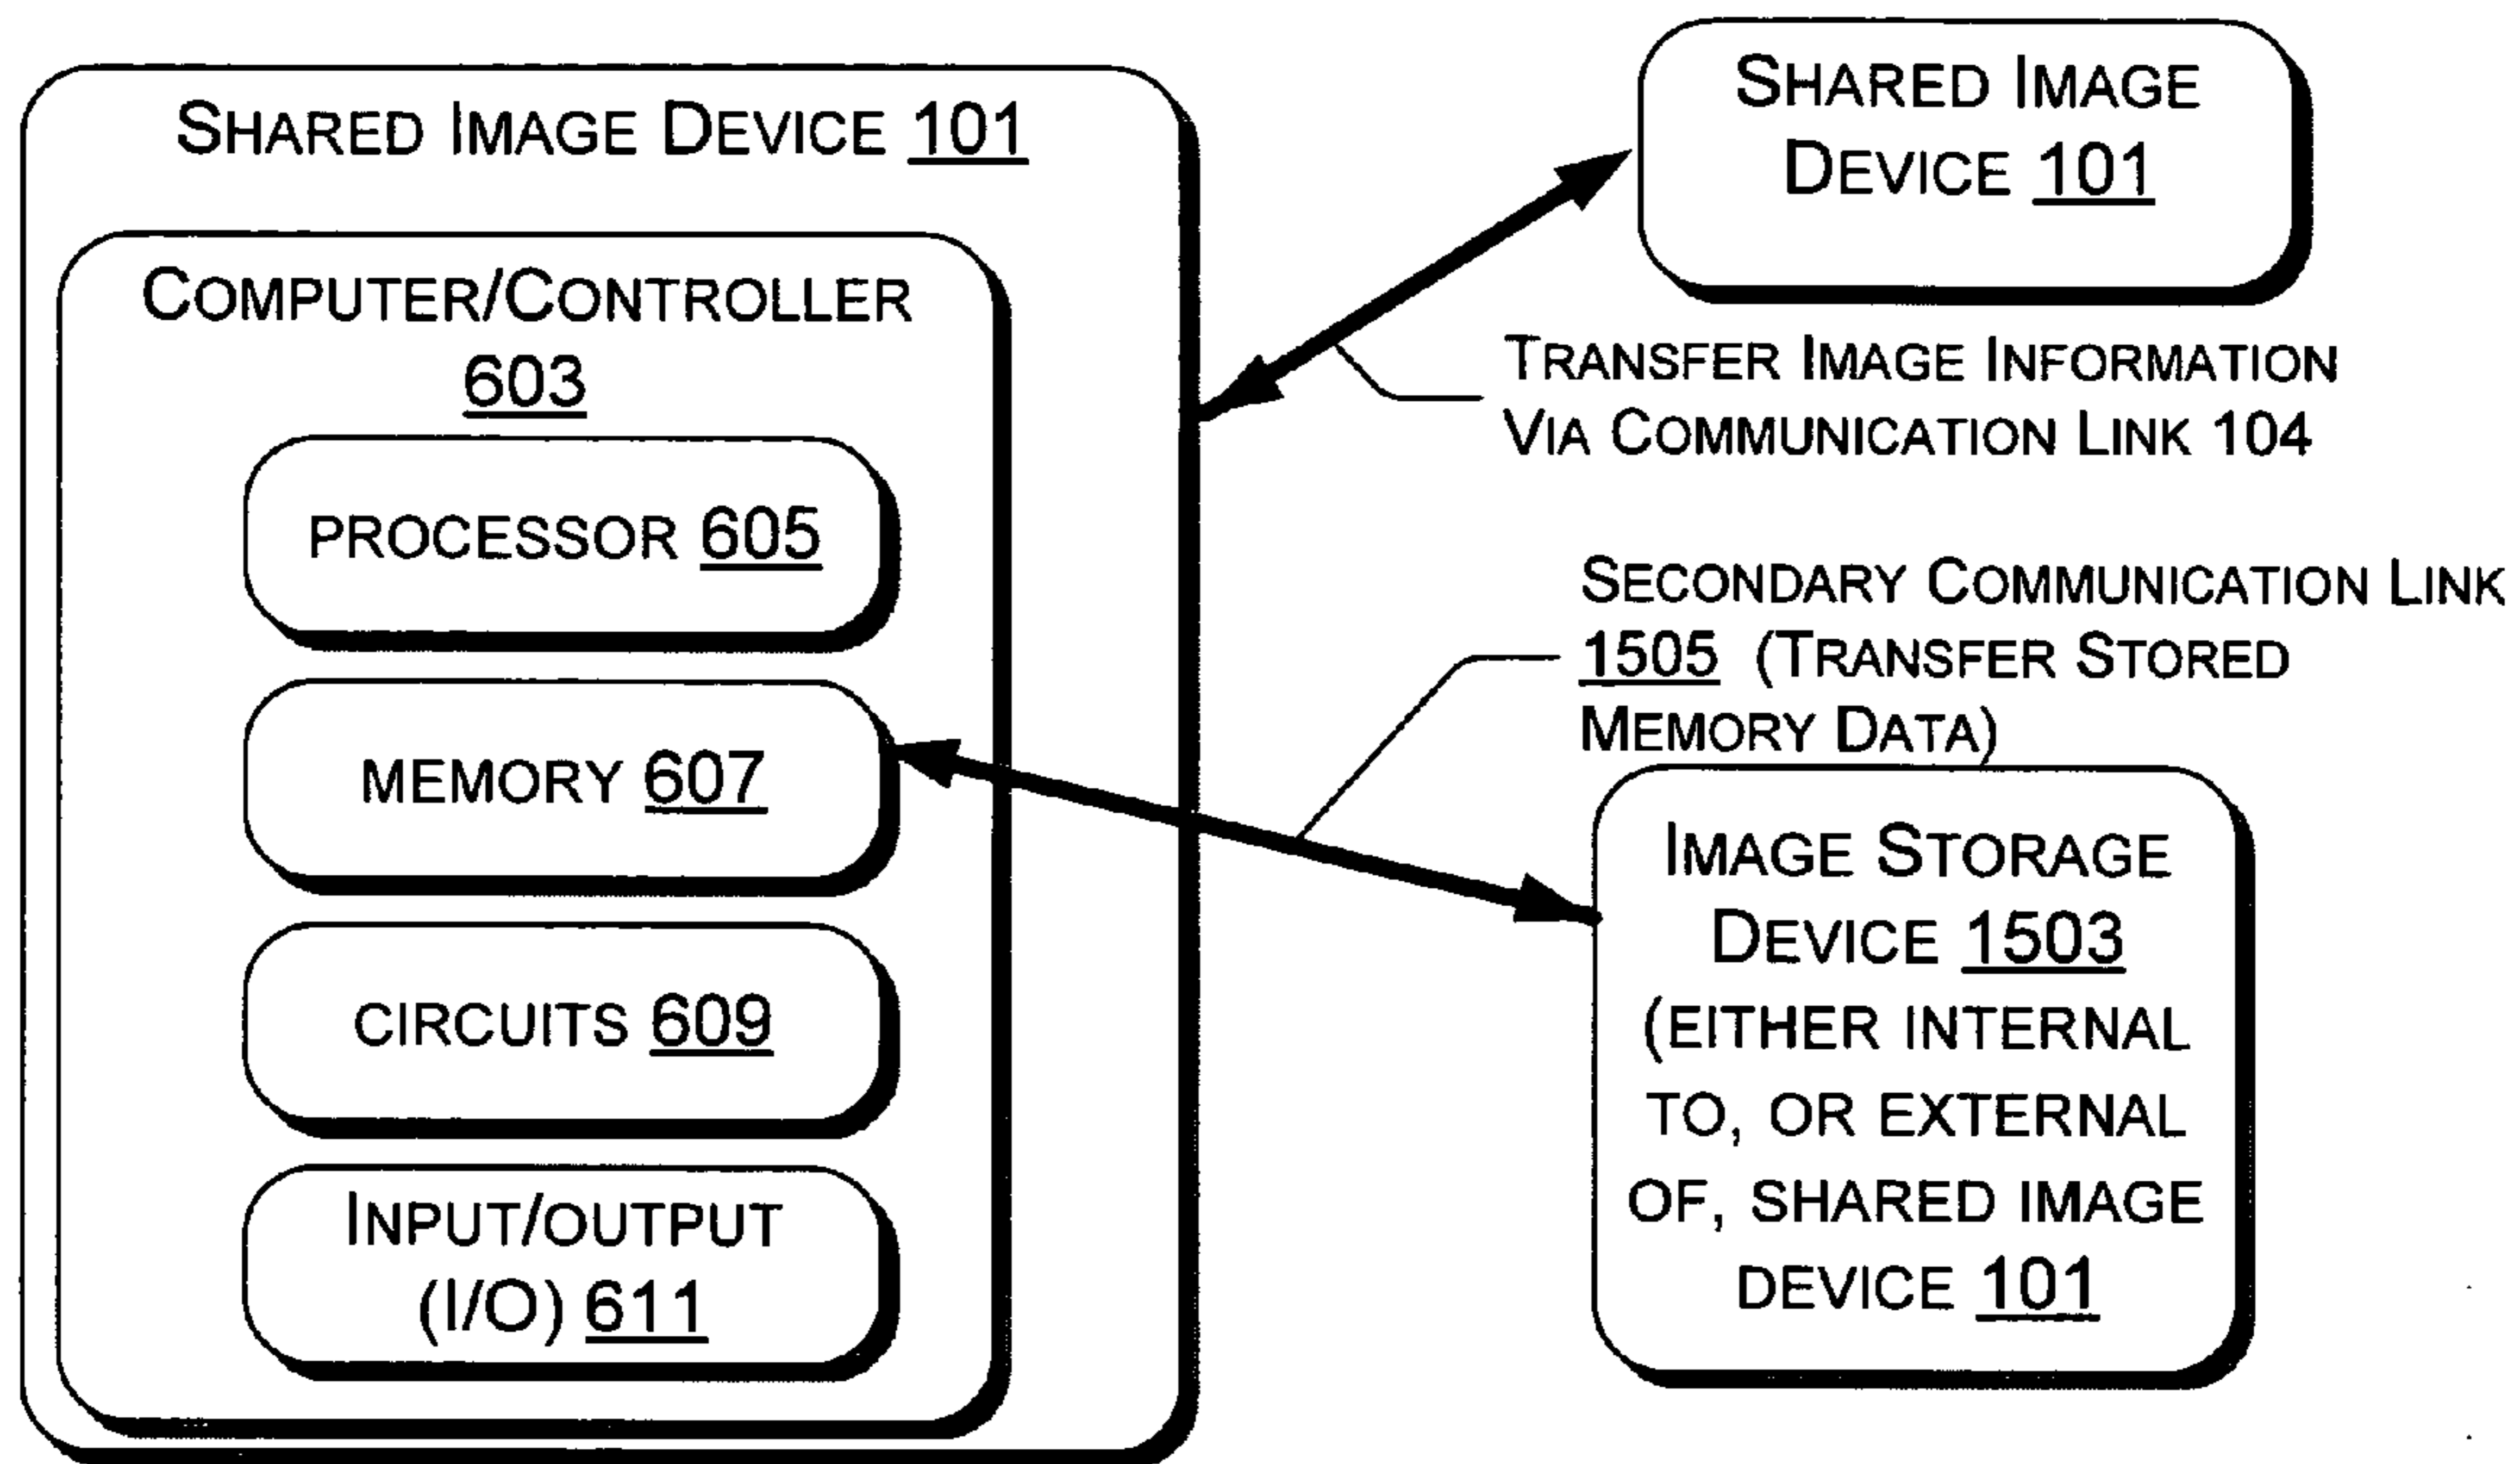 SHARED IMAGE DEVICE 101
COMPUTER/CONTROLLER
603
PROCESSOR 605
MEMORY 607
CIRCUITS 609
INPUT/OUTPUT
(I/O) 611
SHARED IMAGE
DEVICE 101
TRANSFER IMAGE INFORMATION
VIA COMMUNICATION LINK 104
SECONDARY COMMUNICATION LINK
1505 (TRANSFER STORED
MEMORY DATA)
IMAGE STORAGE
DEVICE 1503
(EITHER INTERNAL
TO, OR EXTERNAL
OF, SHARED IMAGE
DEVICE 101